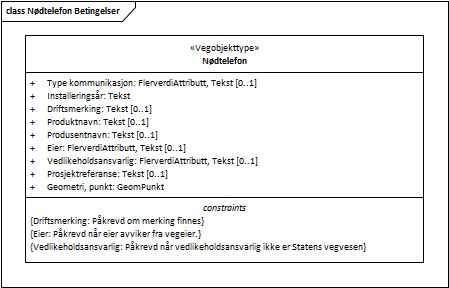 class Nødtelefon Betingelser
«Vegobjekttype»
Nødtelefon
+ Type kommunikasjon: FlerverdiAttributt, Tekst [0..1]
+ Installeringsår: Tekst
+ Driftsmerking: Tekst [0..1]
+ Produktnavn: Tekst [0..1]
+ Produsentnavn: Tekst [0..1]
+ Eier: FlerverdiAttributt, Tekst [0..1]
+ Vedlikeholdsansvarlig: FlerverdiAttributt, Tekst [0..1]
+ Prosjektreferanse: Tekst [0..1]
+ Geometri, punkt: GeomPunkt
constraints
{Driftsmerking: Påkrevd om merking finnes}
{Eier: Påkrevd når eier avviker fra vegeier.}
{Vedlikeholdsansvarlig: Påkrevd når vedlikeholdsansvarlig ikke er Statens vegvesen}